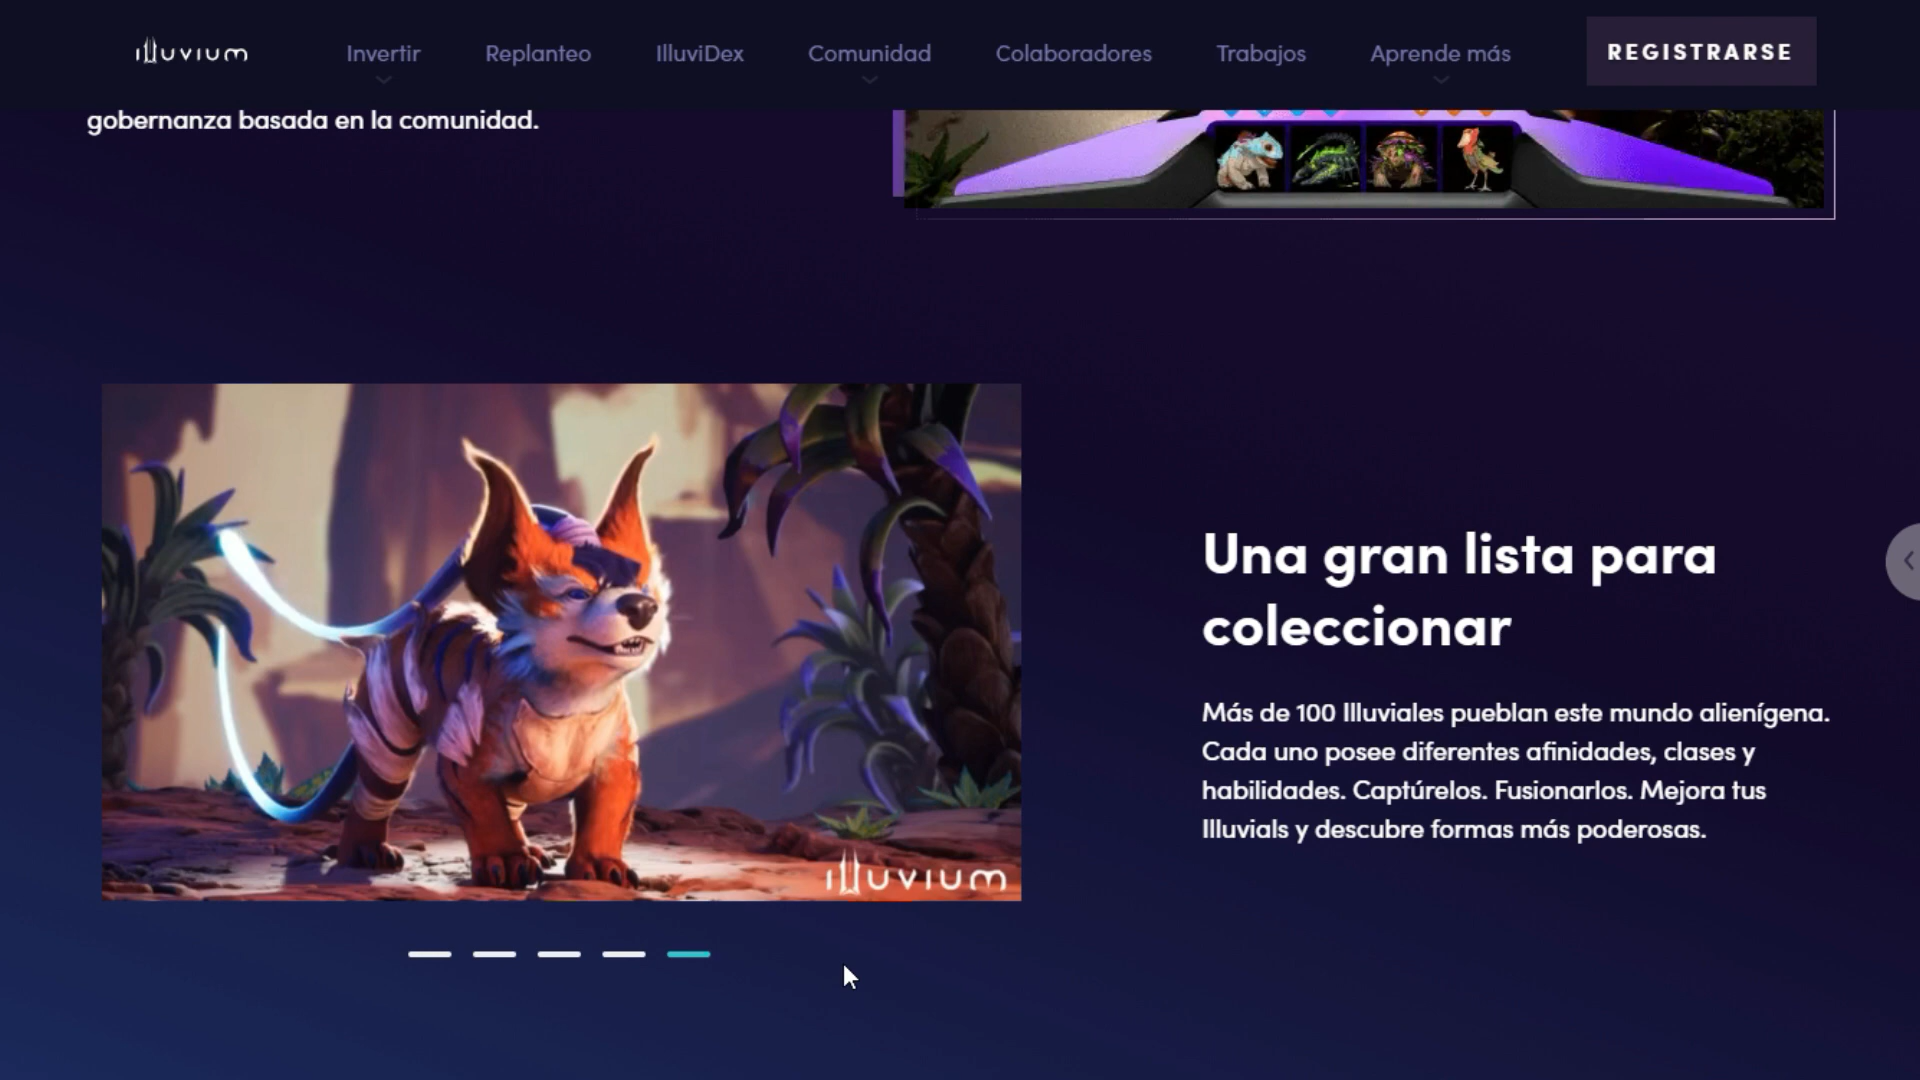 illuvium
Invertir
Replanteo
IlluviDex
Comunidad
Colaboradores
Trabajos
Aprende más
REGISTRARSE
gobernanza basada en la comunidad.
illuvium
Una gran lista para
coleccionar
Más de 100 Illuviales pueblan este mundo alienígena.
Cada uno posee diferentes afinidades, clases y
habilidades. Captúrelos. Fusionarlos. Mejora tus
Illuvials y descubre formas más poderosas.